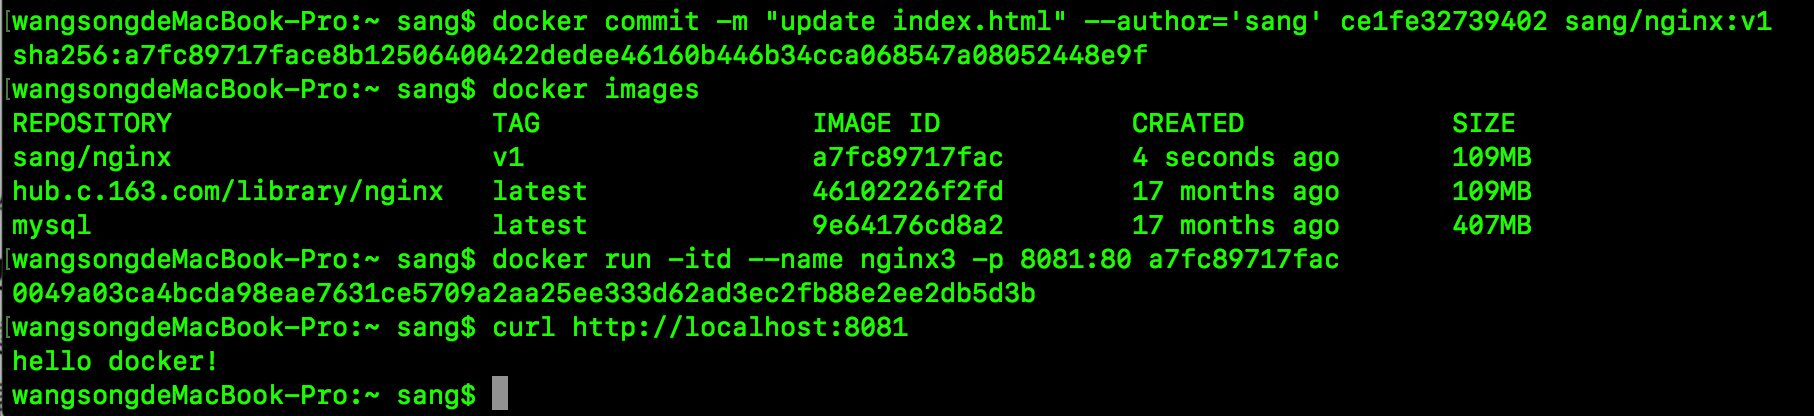 [wangsongdeMacBook-Pro:~ sang$ docker commit -m "update index.html" --author='sang' ce1fe32739402 sang/nginx:v1
sha256:a7fc89717face8b12506400422dedee46160b446b34cca068547a08052448e9f
[wangsongdeMacBook-Pro:~ sang$ docker images
REPOSITORY TAG IMAGE ID CREATED SIZE
sang/nginx v1 a7fc89717fac 4 seconds ago 109MB
hub.c.163.com/library/nginx latest 46102226f2fd 17 months ago 109MB
mysql latest 9e64176cd8a2 17 months ago 407MB
[wangsongdeMacBook-Pro:~ sang$ docker run -itd --name nginx3 -p 8081:80 a7fc89717fac
0049a03ca4bcda98eae7631ce5709a2aa25ee333d62ad3ec2fb88e2ee2db5d3b
[wangsongdeMacBook-Pro:~ sang$ curl http://localhost:8081
hello docker!
wangsongdeMacBook-Pro:~ sang$